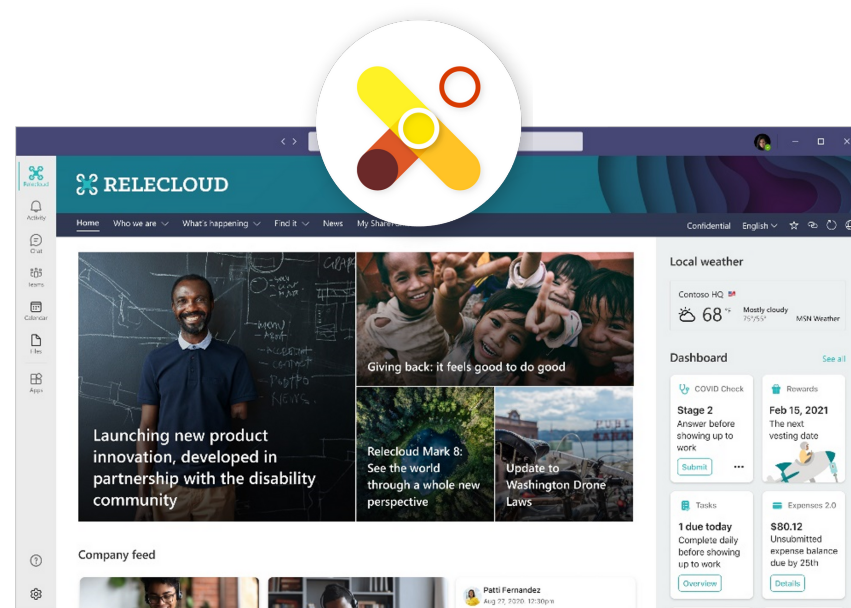 RELECLOUD
Relecloud
Activity
Chat
Teams
Calendar
Files
Apps
Home Who we are What's happening Find it News
Confidential English
Launching new product
innovation, developed in
partnership with the disability
community
Giving back: it feels good to do good
Relecloud Mark 8:
See the world
through a whole new
perspective
Update to
Washington Drone
Laws
Company feed
Patti Fernandez
Aug 27, 2020, 12:30pm
Local weather
Contoso HQ
68 °F
Mostly cloudy
MSN Weather
Dashboard See all
COVID Check
Stage 2
Answer before
showing up to
work
Submit
Rewards
Feb 15, 2021
The next
vesting date
Tasks
1 due today
Complete daily
before showing
up to work
Overview
Expenses 2.0
$80.12
Unsubmitted
expense balance
due by 25th
Details